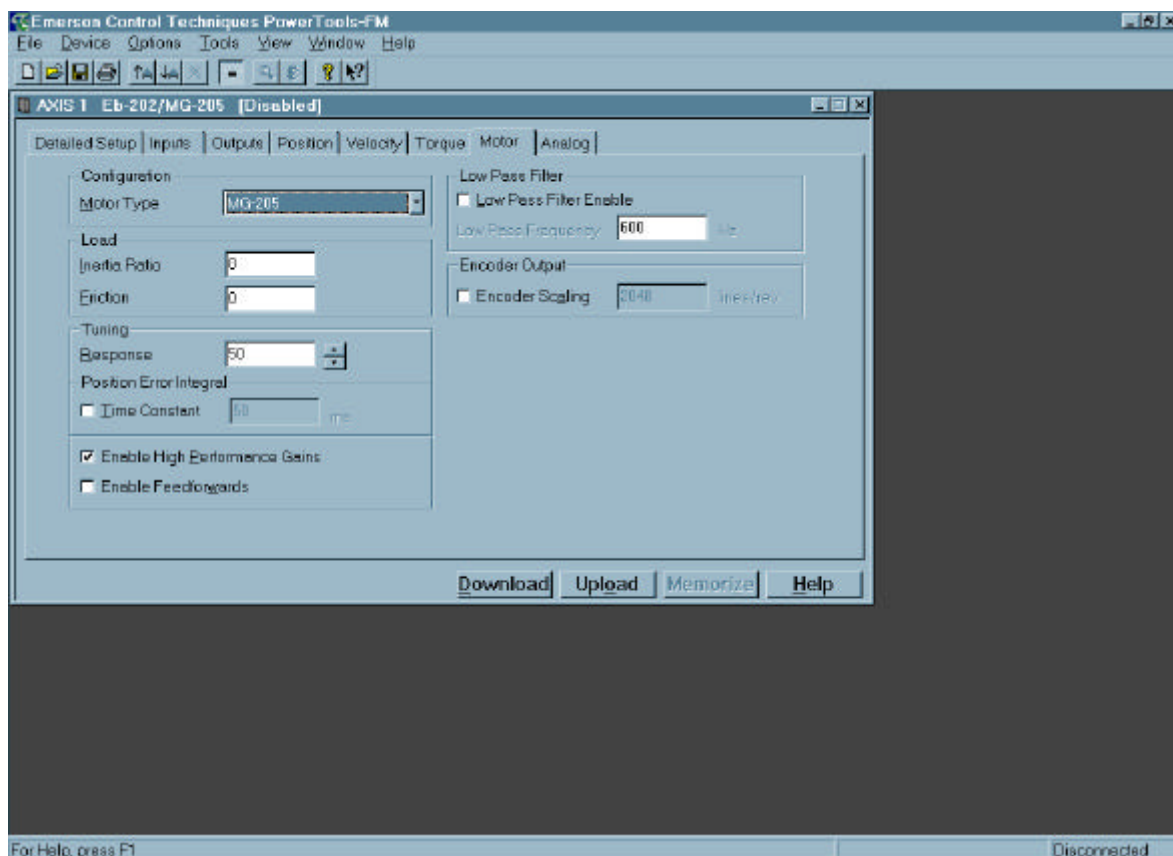 Emerson Control Techniques PowerTools-FM
File Device Options Tools View Window Help
AXIS 1 Eb-202/MG-205 [Disabled]
Detailed Setup Inputs Outputs Position Velocity Torque Motor Analog
Configuration
Motor Type MG-205
Load
Inertia Ratio 0
Friction 0
Tuning
Response 50
Position Error Integral
Time Constant 50 ms
Enable High Performance Gains
Enable Feedforwards
Low Pass Filter
Low Pass Filter Enable
Low Pass Frequency 600 Hz
Encoder Output
Encoder Scaling 2048 lines/rev
Download Upload Memorize Help
For Help, press F1 Disconnected